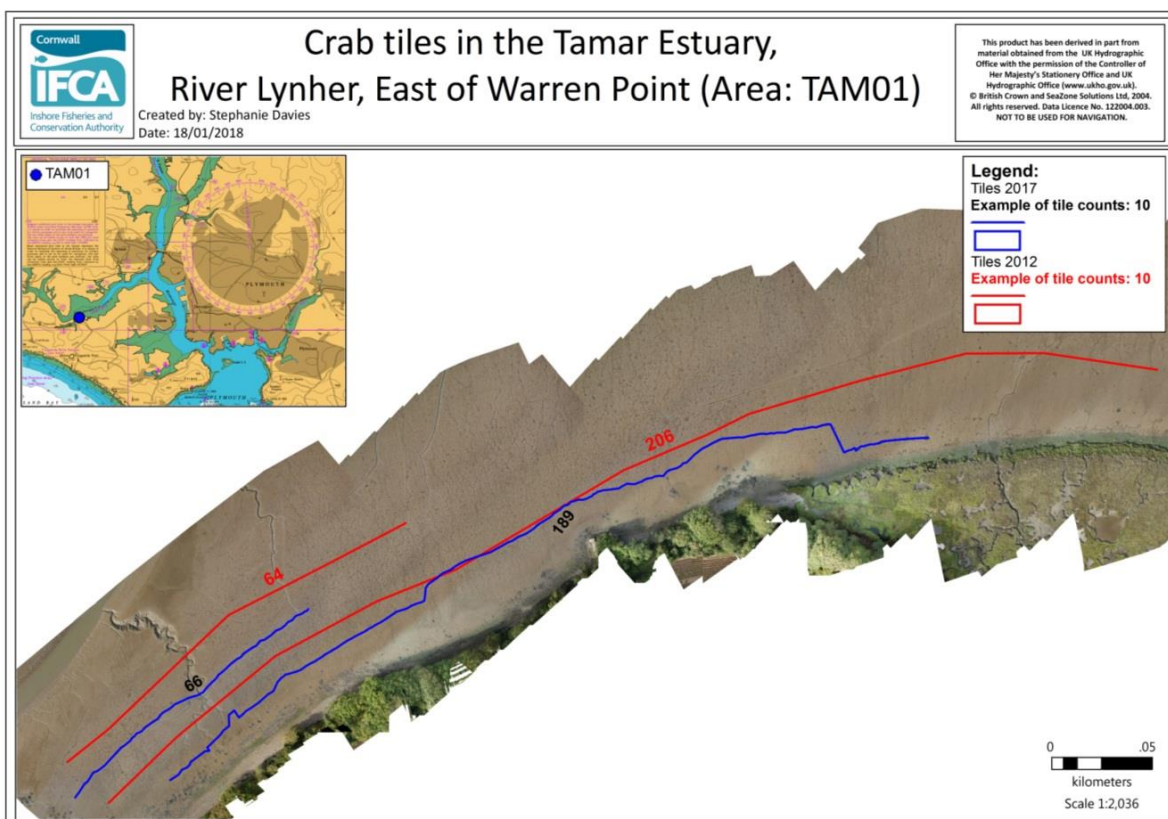 Cornwall
IFCA
Inshore Fisheries and
Conservation Authority
Crab tiles in the Tamar Estuary,
River Lynher, East of Warren Point (Area: TAM01)
Created by: Stephanie Davies
Date: 18/01/2018
This product has been derived in part from
material obtained from the UK Hydrographic
Office with the permission of the Controller of
Her Majesty's Stationery Office and UK
Hydrographic Office (www.ukho.gov.uk).
© British Crown and SeaZone Solutions Ltd, 2004.
All rights reserved. Data Licence No. 122004.003.
NOT TO BE USED FOR NAVIGATION.
TAM01
PLYMOUTH
PLYMOUTH
Legend:
Tiles 2017
Example of tile counts: 10
Tiles 2012
Example of tile counts: 10
206
189
64
66
0 .05
kilometers
Scale 1:2,036